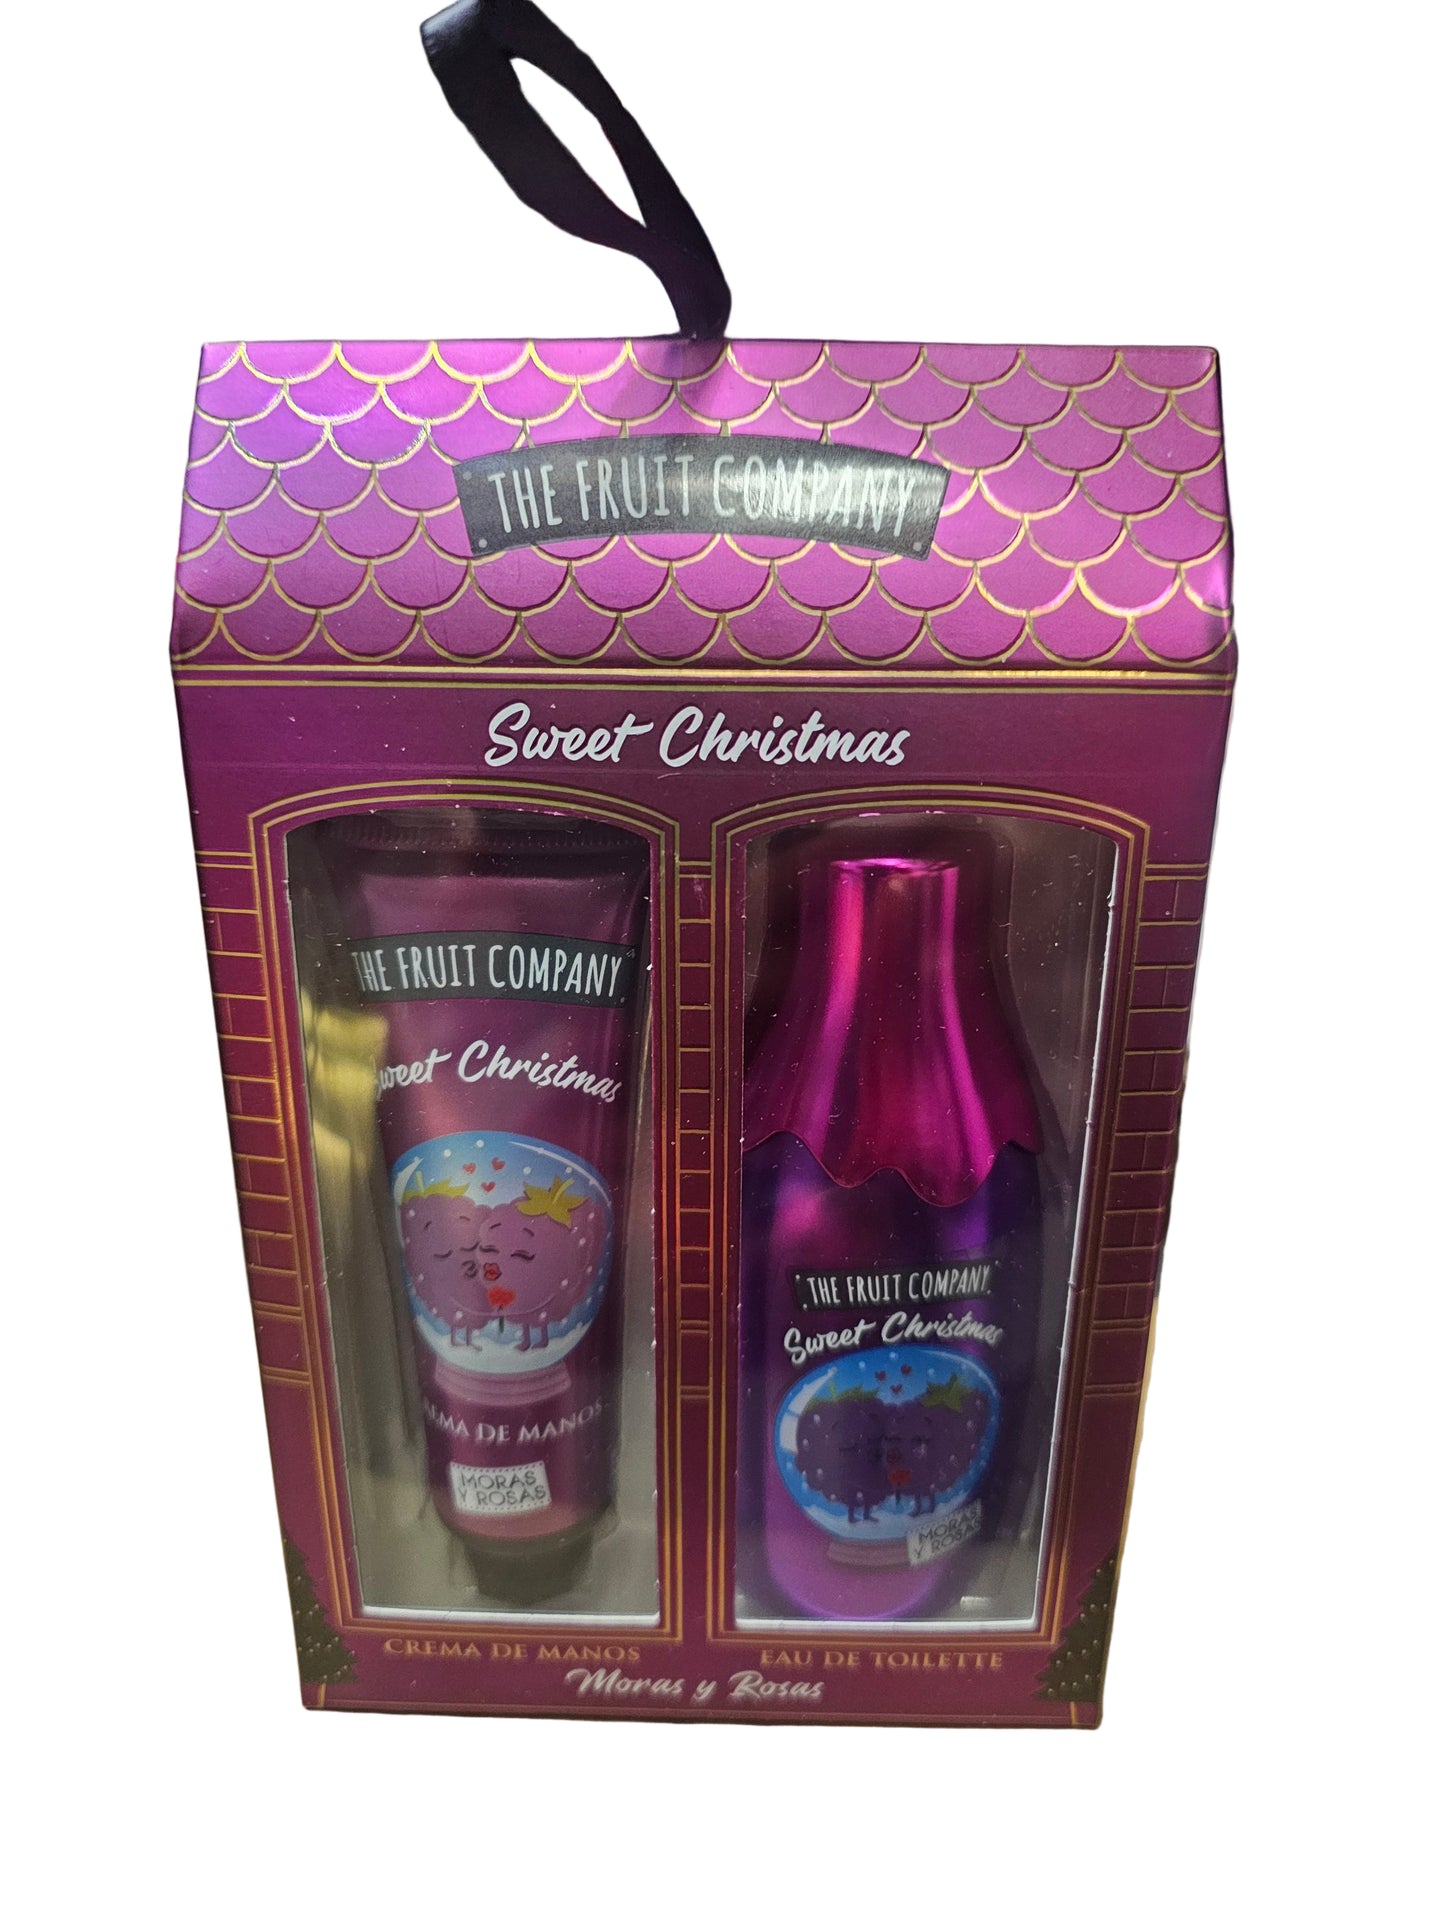 THE FRUIT COMPANY
Sweet Christmas
THE FRUIT COMPANY
Sweet Christmas
CREMA DE MANOS
MORAS
Y ROSAS
THE FRUIT COMPANY
Sweet Christmas
MORAS
Y ROSAS
CREMA DE MANOS
EAU DE TOILETTE
Moras y Rosas